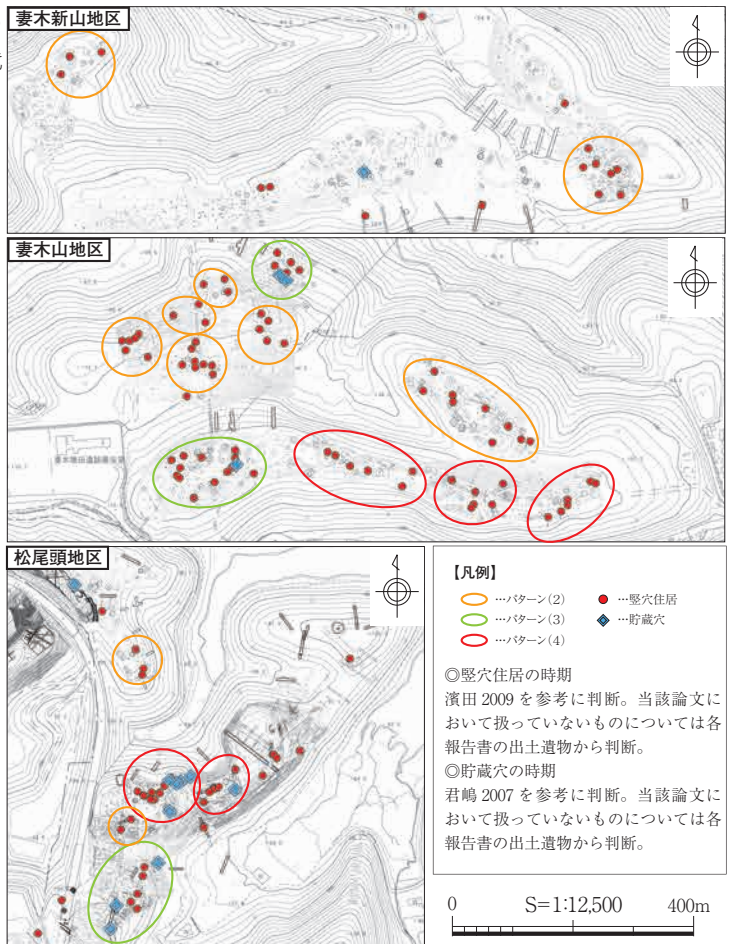 妻木新山地区
妻木山地区
松尾頭地区
【凡例】
…パターン(2)
…竪穴住居
…パターン(3)
…貯蔵穴
…パターン(4)
◎竪穴住居の時期
濱田 2009 を参考に判断。当該論文に
おいて扱っていないものについては各
報告書の出土遺物から判断。
◎貯蔵穴の時期
君嶋 2007 を参考に判断。当該論文に
おいて扱っていないものについては各
報告書の出土遺物から判断。
0 S=1:12,500 400m